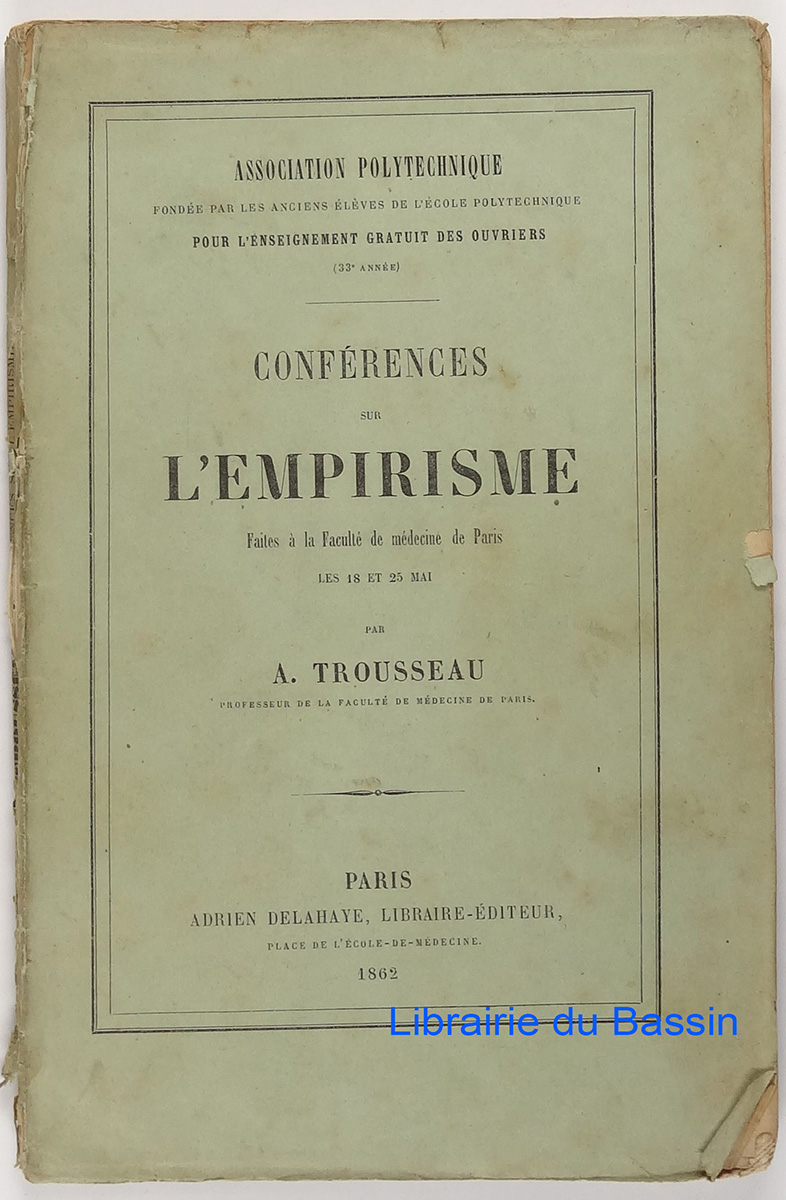 ASSOCIATION POLYTECHNIQUE
FONDÉE PAR LES ANCIENS ÉLÈVES DE L'ÉCOLE POLYTECHNIQUE
POUR L'ENSEIGNEMENT GRATUIT DES OUVRIERS
(33e ANNÉE)
CONFÉRENCES
SUR
L'EMPIRISME
Faites à la Faculté de médecine de Paris
LES 18 ET 25 MAI
PAR
A. TROUSSEAU
PROFESSEUR DE LA FACULTÉ DE MÉDECINE DE PARIS.
PARIS
ADRIEN DELAHAYE, LIBRAIRE-ÉDITEUR,
PLACE DE L'ÉCOLE-DE-MÉDECINE.
1862
Librairie du Bassin